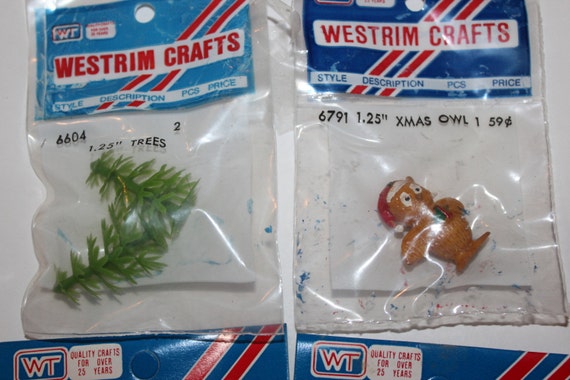 WT
WESTRIM CRAFTS
STYLE DESCRIPTION PCS PRICE
6604 2
1.25" TREES
25 YEARS
WESTRIM CRAFTS
STYLE DESCRIPTION PCS PRICE
6791 1.25" XMAS OWL 1 59¢
WT
QUALITY CRAFTS
FOR OVER
25 YEARS
WT
QUALITY CRAFTS
FOR OVER
25 YEARS